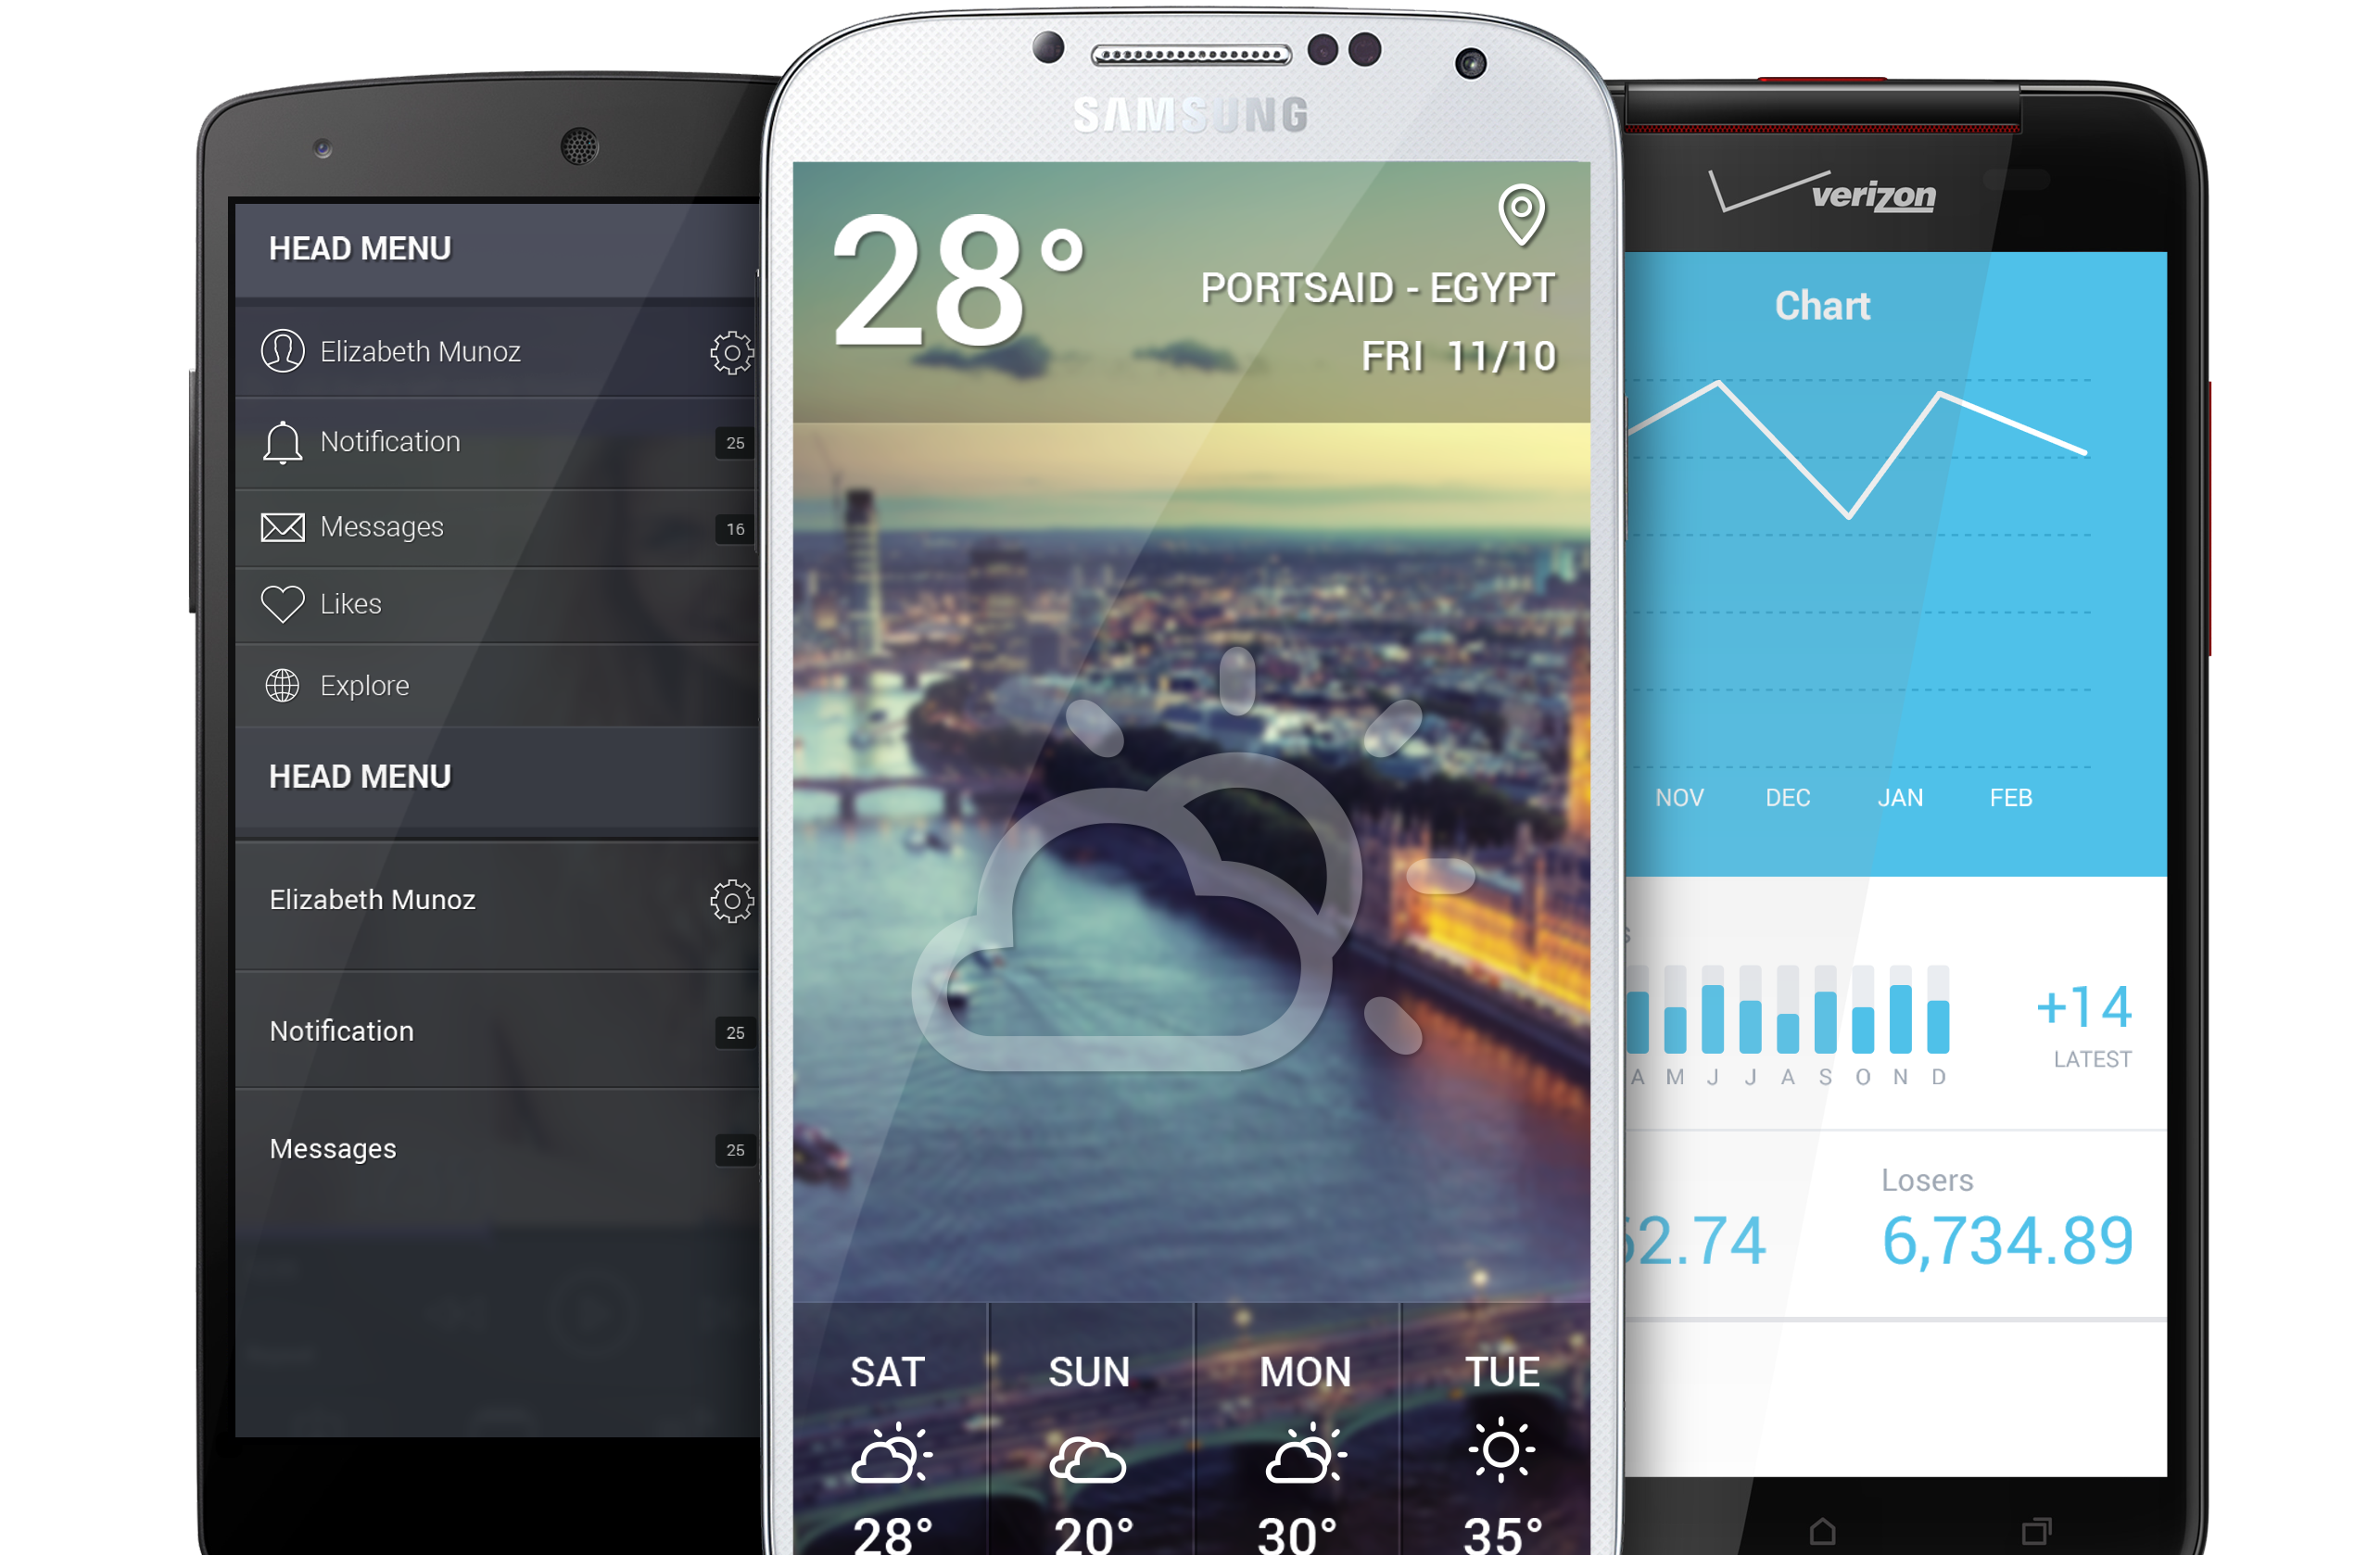 HEAD MENU
Elizabeth Munoz
Notification 25
Messages 16
Likes
Explore
HEAD MENU
Elizabeth Munoz
Notification 25
Messages 25
SAMSUNG
28°
PORTSAID - EGYPT
FRI 11/10
SAT SUN MON TUE
28° 20° 30° 35°
verizon
Chart
NOV DEC JAN FEB
A M J J A S O N D
+14
LATEST
Losers
62.74 6,734.89